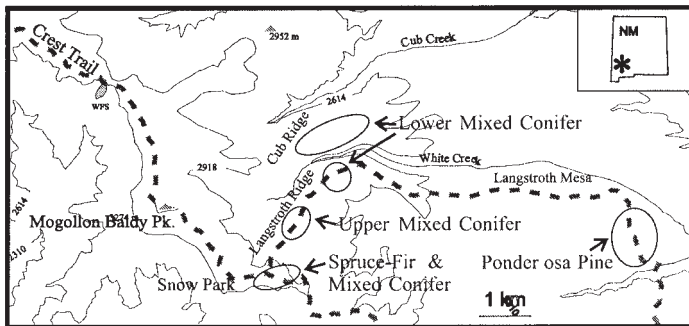 Crest Trail
2952 m
Cub Creek
NM
WPS
2614
Cub Ridge
Lower Mixed Conifer
White Creek
2918
Langstroth Mesa
2614
Mogollon Baldy Pk.
Langstroth Ridge
Upper Mixed Conifer
2310
Spruce-Fir &
Mixed Conifer
Ponder osa Pine
Snow Park
1 km